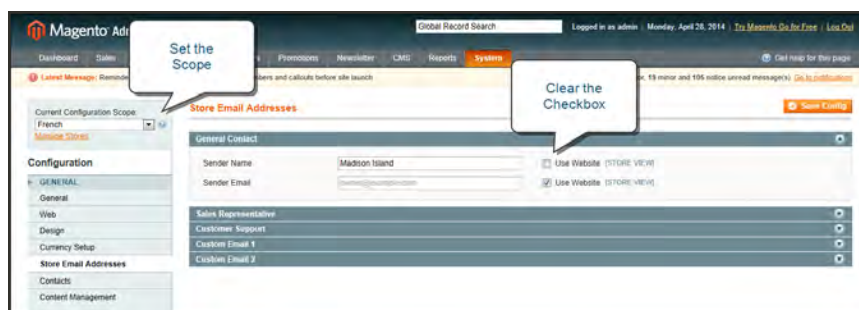 Magento Ad
Global Record Search
Logged in as admin | Monday, April 28, 2014 | Try Magento Go for Free | Log Out
Dashboard Sales Promotions Newsletter CMS Reports System
Get help for this page
Set the
Scope
Latest Message: Reminder
bers and callouts before site launch
19 minor and 105 notice unread message(s). Go to notifications
Clear the
Checkbox
Current Configuration Scope:
French
Manage Stores
Store Email Addresses
Save Config
General Contact
Configuration
Sender Name Madison Island Use Website [STORE VIEW]
GENERAL
Sender Email owner@example.com Use Website [STORE VIEW]
General
Web
Sales Representative
Design
Customer Support
Currency Setup
Custom Email 1
Store Email Addresses
Custom Email 2
Contacts
Content Management